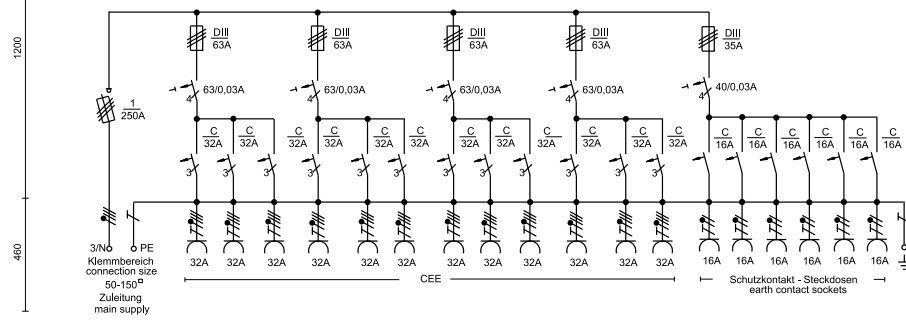 1200
460
DIII
63A
DIII
63A
DIII
63A
DIII
63A
DIII
35A
1
250A
4
63/0,03A
4
63/0,03A
4
63/0,03A
4
63/0,03A
4
40/0,03A
C
32A
C
32A
C
32A
C
32A
C
32A
C
32A
C
32A
C
32A
C
32A
C
32A
C
32A
C
32A
C
16A
C
16A
C
16A
C
16A
C
16A
C
16A
3
3
3
3
3
3
3
3
3
3
3
3
3/N
PE
Klemmbereich
connection size
50-150
Zuleitung
main supply
32A 32A 32A 32A 32A 32A 32A 32A 32A 32A 32A 32A
16A 16A 16A 16A 16A 16A
CEE
Schutzkontakt - Steckdosen
earth contact sockets